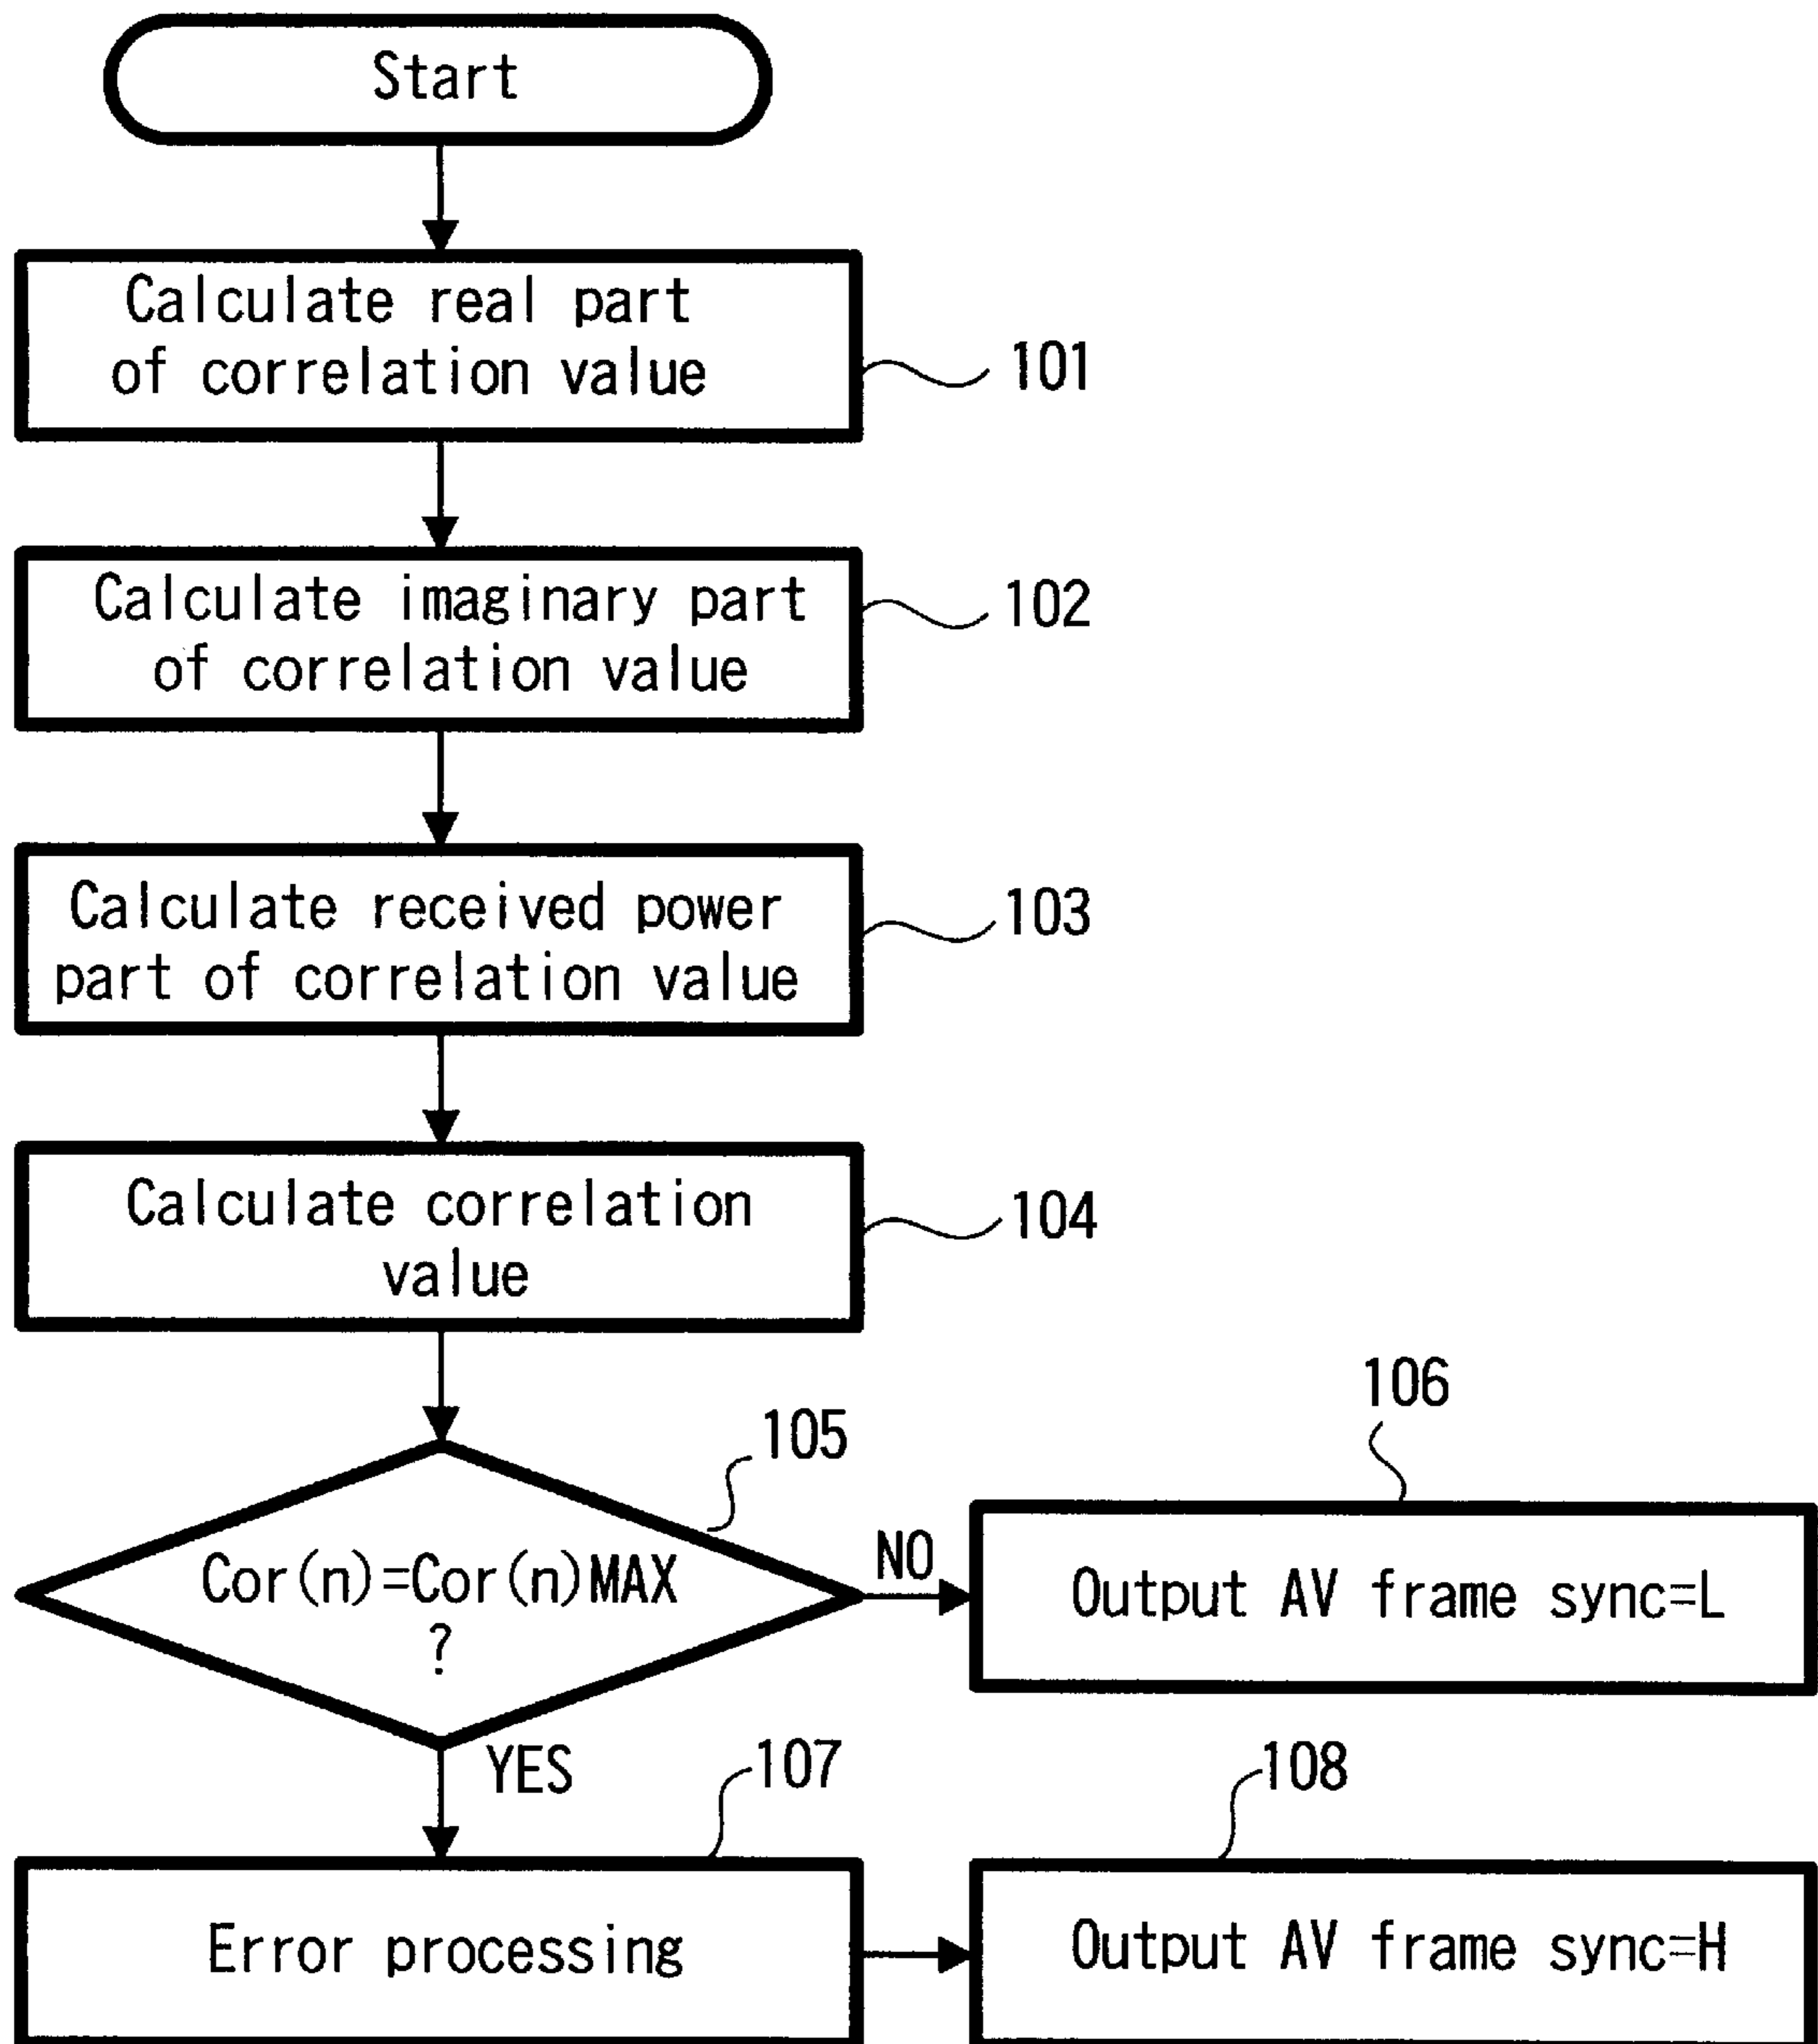 Start
Calculate real part
of correlation value
101
Calculate imaginary part
of correlation value
102
Calculate received power
part of correlation value
103
Calculate correlation
value
104
105
Cor(n)=Cor(n)MAX
?
NO
106
Output AV frame sync=L
YES
107
Error processing
108
Output AV frame sync=H